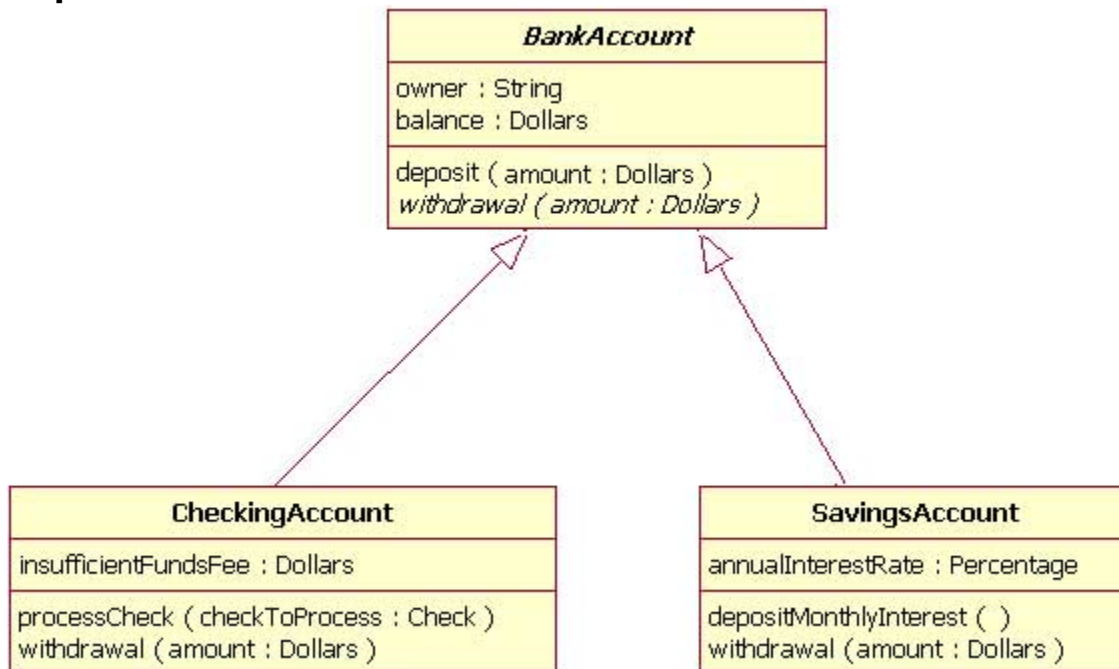 BankAccount
owner : String
balance : Dollars
deposit ( amount : Dollars )
withdrawal ( amount : Dollars )
CheckingAccount
insufficientFundsFee : Dollars
processCheck ( checkToProcess : Check )
withdrawal ( amount : Dollars )
SavingsAccount
annualInterestRate : Percentage
depositMonthlyInterest ( )
withdrawal ( amount : Dollars )